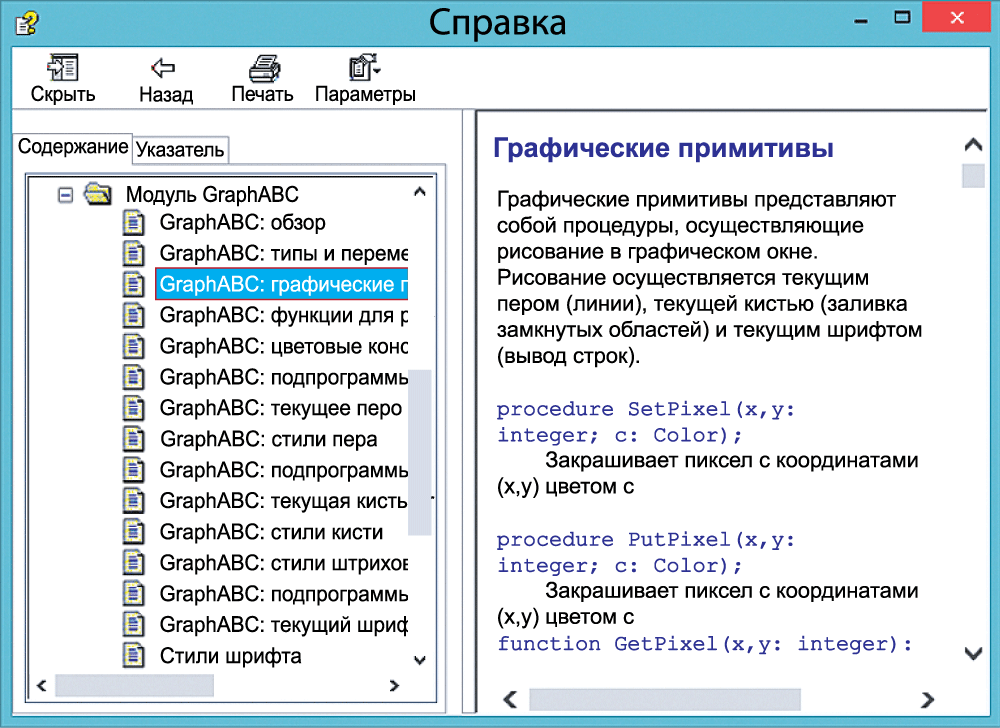 Справка
Скрыть
Назад
Печать
Параметры
Содержание
Указатель
Модуль GraphABC
GraphABC: обзор
GraphABC: типы и переме
GraphABC: графические п
GraphABC: функции для р
GraphABC: цветовые конс
GraphABC: подпрограммы
GraphABC: текущее перо
GraphABC: стили пера
GraphABC: подпрограммы
GraphABC: текущая кисть
GraphABC: стили кисти
GraphABC: стили штрихов
GraphABC: подпрограммы
GraphABC: текущий шриф
Стили шрифта
Графические примитивы
Графические примитивы представляют
собой процедуры, осуществляющие
рисование в графическом окне.
Рисование осуществляется текущим
пером (линии), текущей кистью (заливка
замкнутых областей) и текущим шрифтом
(вывод строк).
procedure SetPixel(x,y:
integer; c: Color);
Закрашивает пиксел с координатами
(x,y) цветом c
procedure PutPixel(x,y:
integer; c: Color);
Закрашивает пиксел с координатами
(x,y) цветом c
function GetPixel(x,y: integer):